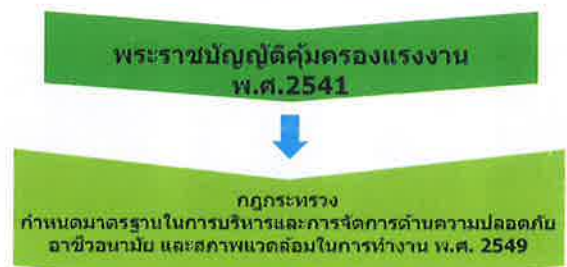 พระราชบัญญัติคุ้มครองแรงงาน
พ.ศ.2541
กฎกระทรวง
กำหนดมาตรฐานในการบริหารและการจัดการด้านความปลอดภัย
อาชีวอนามัย และสภาพแวดล้อมในการทำงาน พ.ศ. 2549